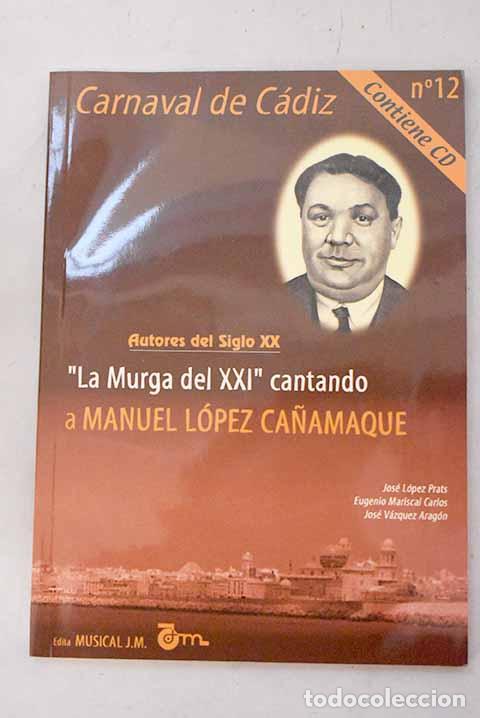 Carnaval de Cádiz
nº12
Contiene CD
Autores del Siglo XX
"La Murga del XXI" cantando
a MANUEL LÓPEZ CAÑAMAQUE
José López Prats
Eugenio Mariscal Carlos
José Vázquez Aragón
Edita MUSICAL J.M.
todocoleccion